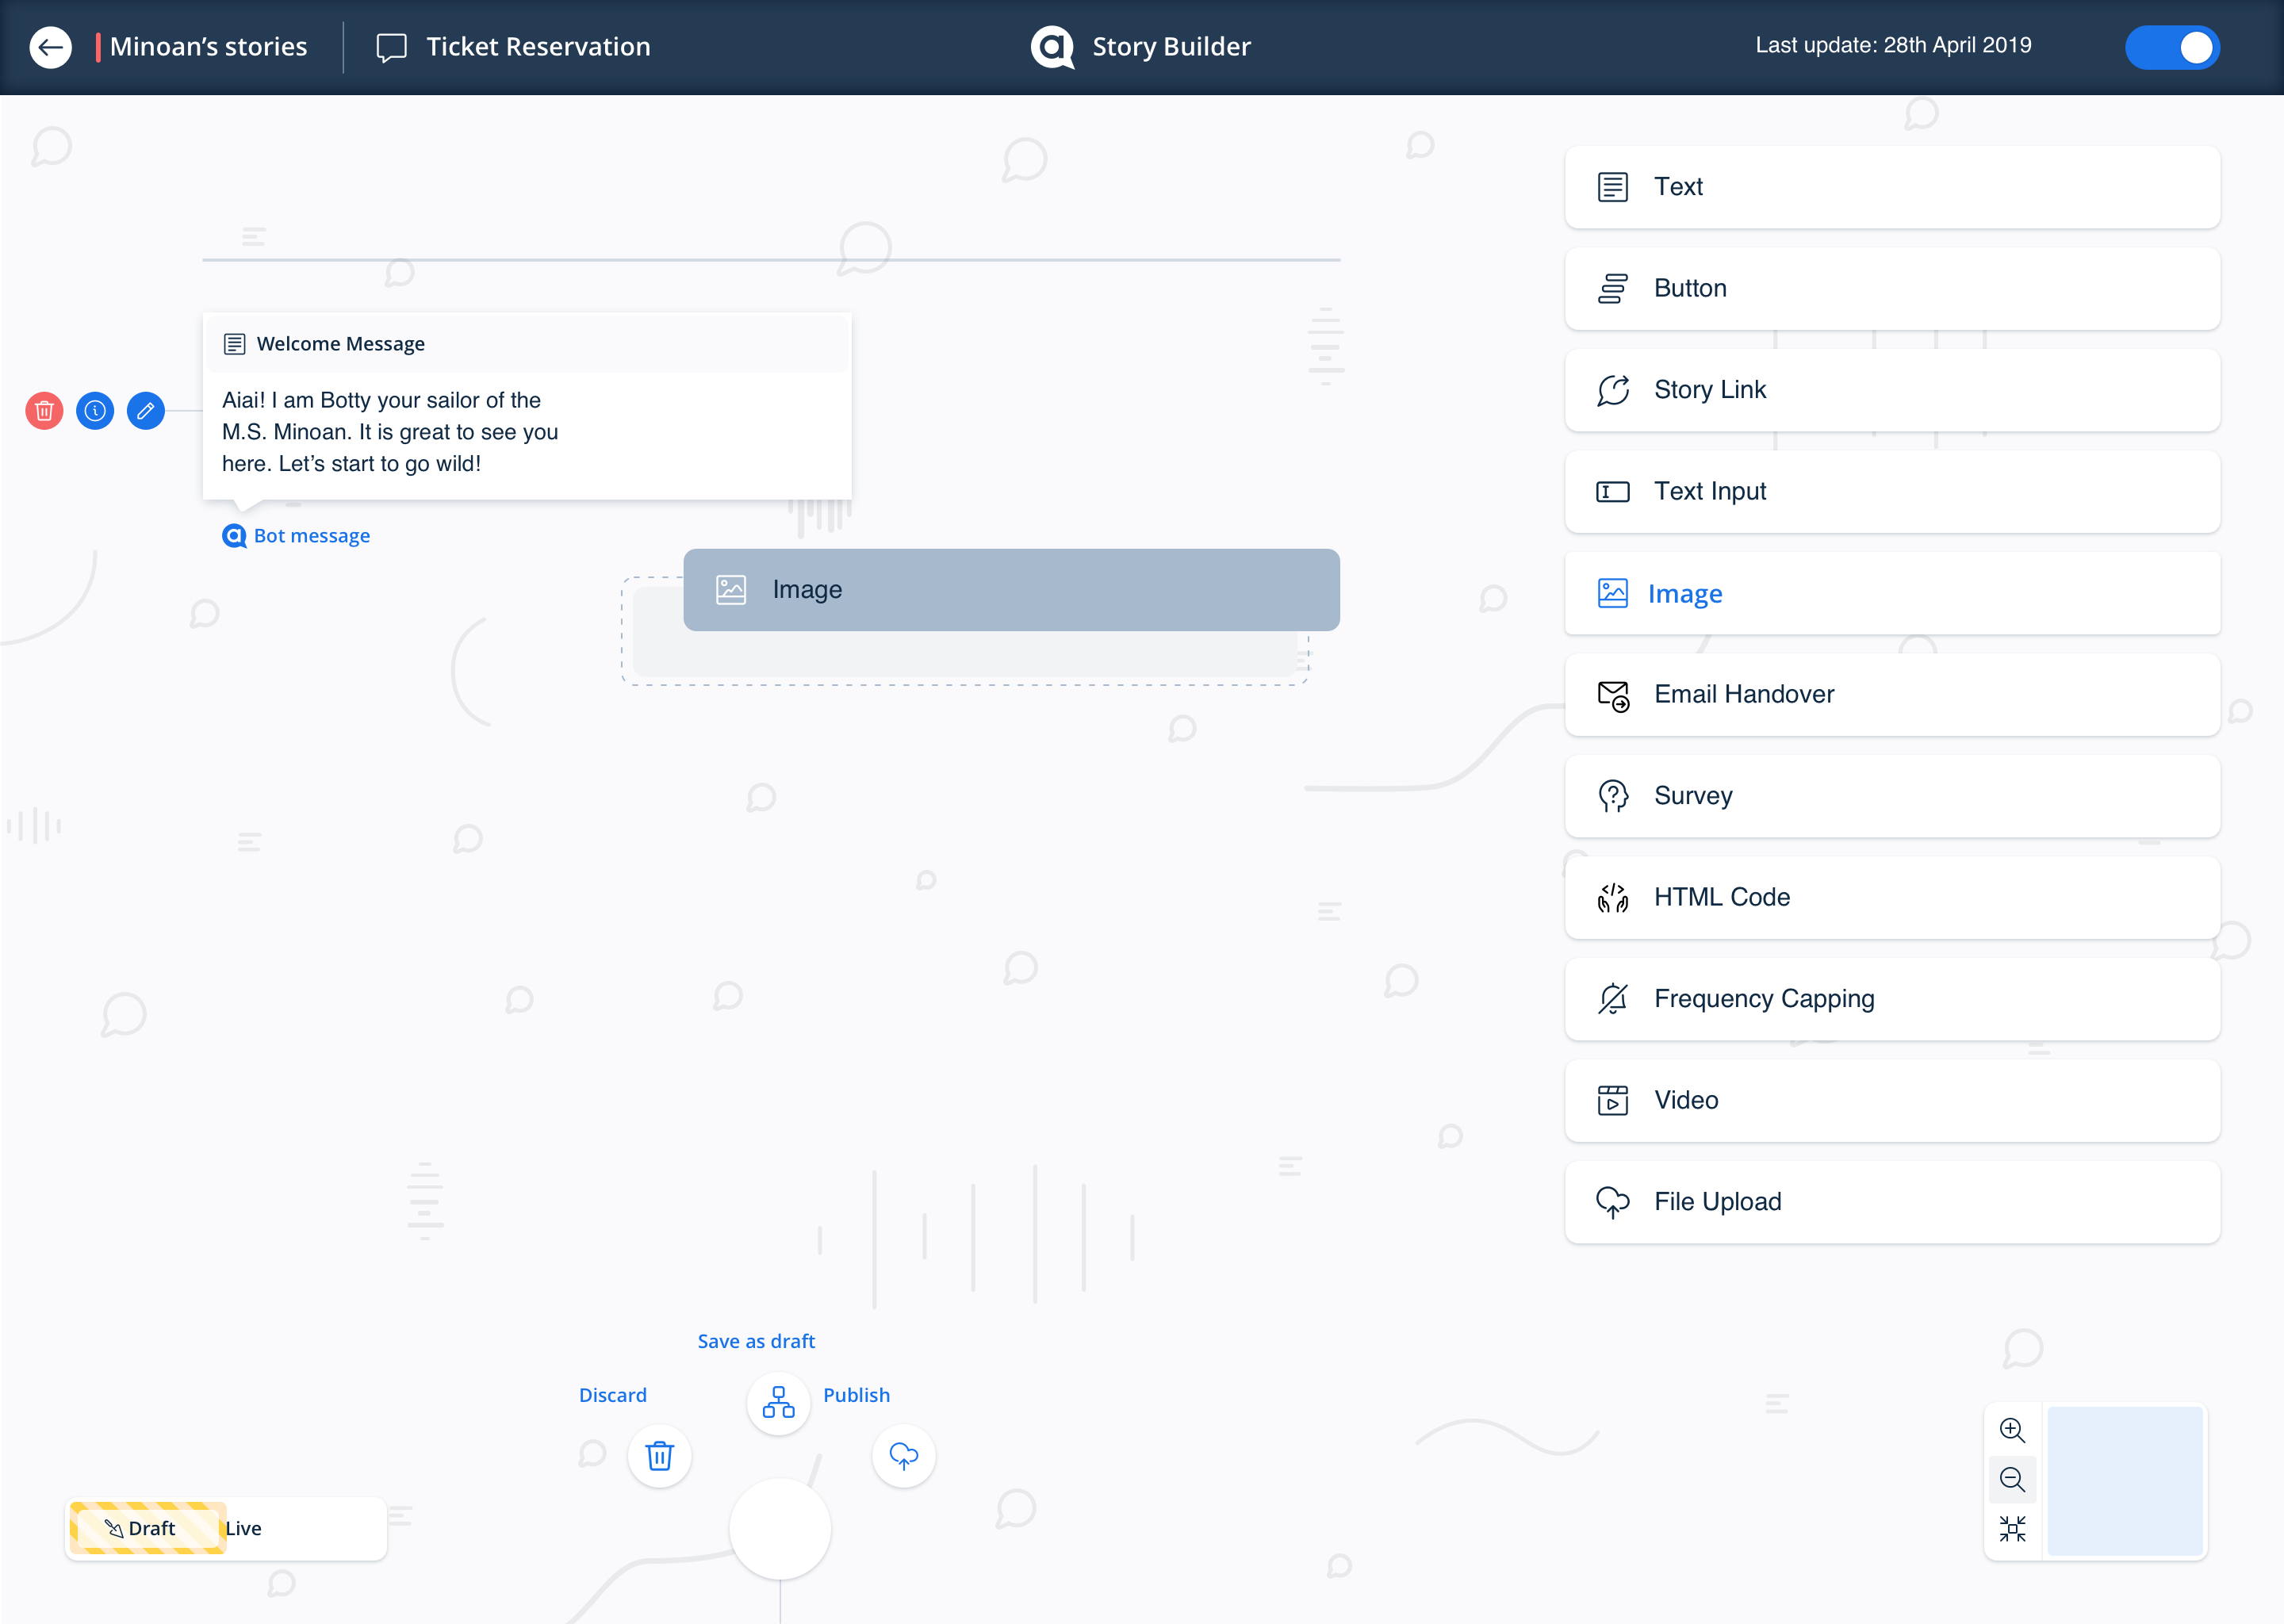 Minoan’s stories
Ticket Reservation
Story Builder
Last update: 28th April 2019
Welcome Message
Aiai! I am Botty your sailor of the
M.S. Minoan. It is great to see you
here. Let’s start to go wild!
Bot message
Image
Text
Button
Story Link
Text Input
Image
Email Handover
Survey
HTML Code
Frequency Capping
Video
File Upload
Save as draft
Discard
Publish
Draft
Live